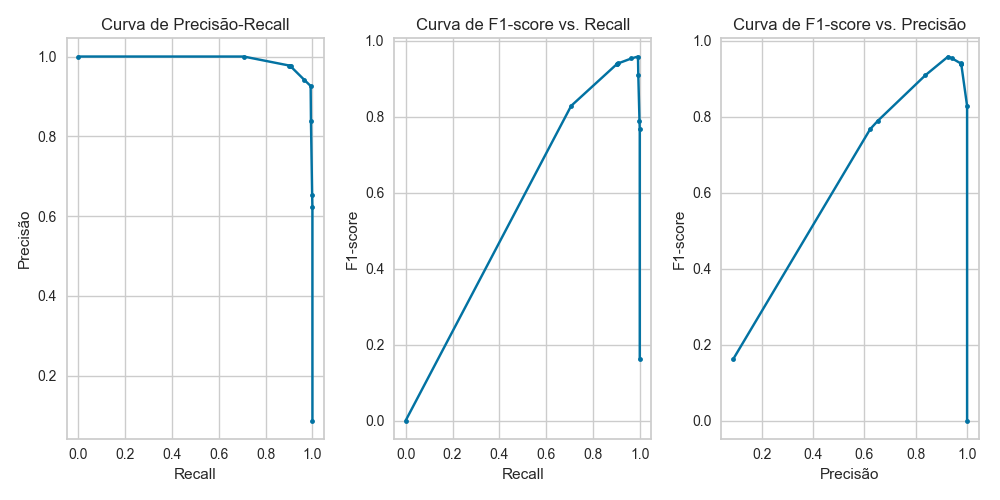 Curva de Precisão-Recall
1.0
0.8
0.6
0.4
0.2
Precisão
0.0 0.2 0.4 0.6 0.8 1.0
Recall
Curva de F1-score vs. Recall
1.0
0.8
0.6
0.4
0.2
0.0
F1-score
0.0 0.2 0.4 0.6 0.8 1.0
Recall
Curva de F1-score vs. Precisão
1.0
0.8
0.6
0.4
0.2
0.0
F1-score
0.2 0.4 0.6 0.8 1.0
Precisão